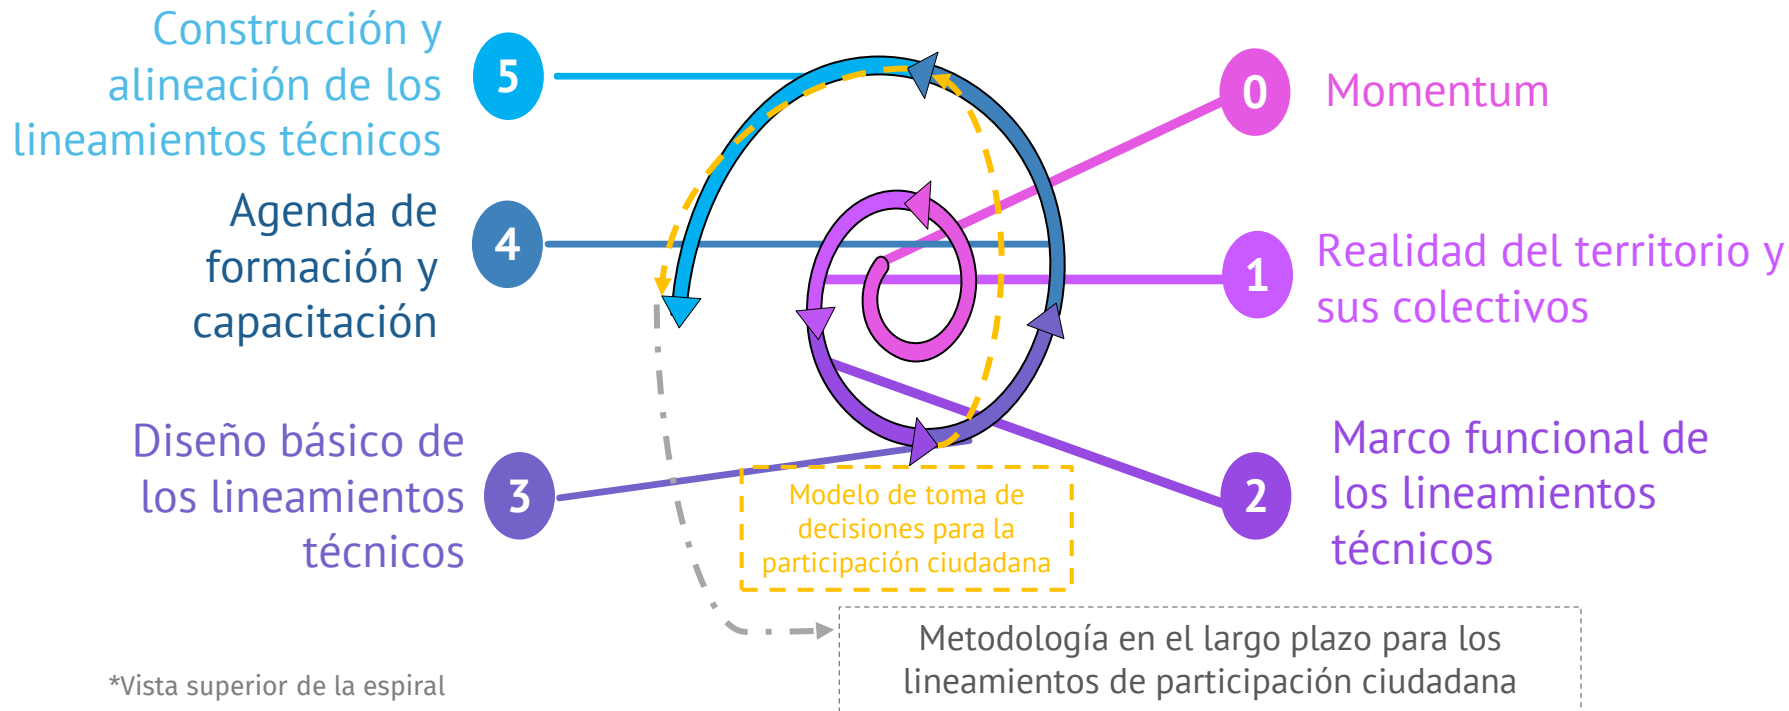 Construcción y
alineación de los
lineamientos técnicos
5
0
Momentum
Agenda de
formación y
capacitación
4
1
Realidad del territorio y
sus colectivos
Diseño básico de
los lineamientos
técnicos
3
2
Marco funcional de
los lineamientos
técnicos
Modelo de toma de
decisiones para la
participación ciudadana
Metodología en el largo plazo para los
lineamientos de participación ciudadana
*Vista superior de la espiral